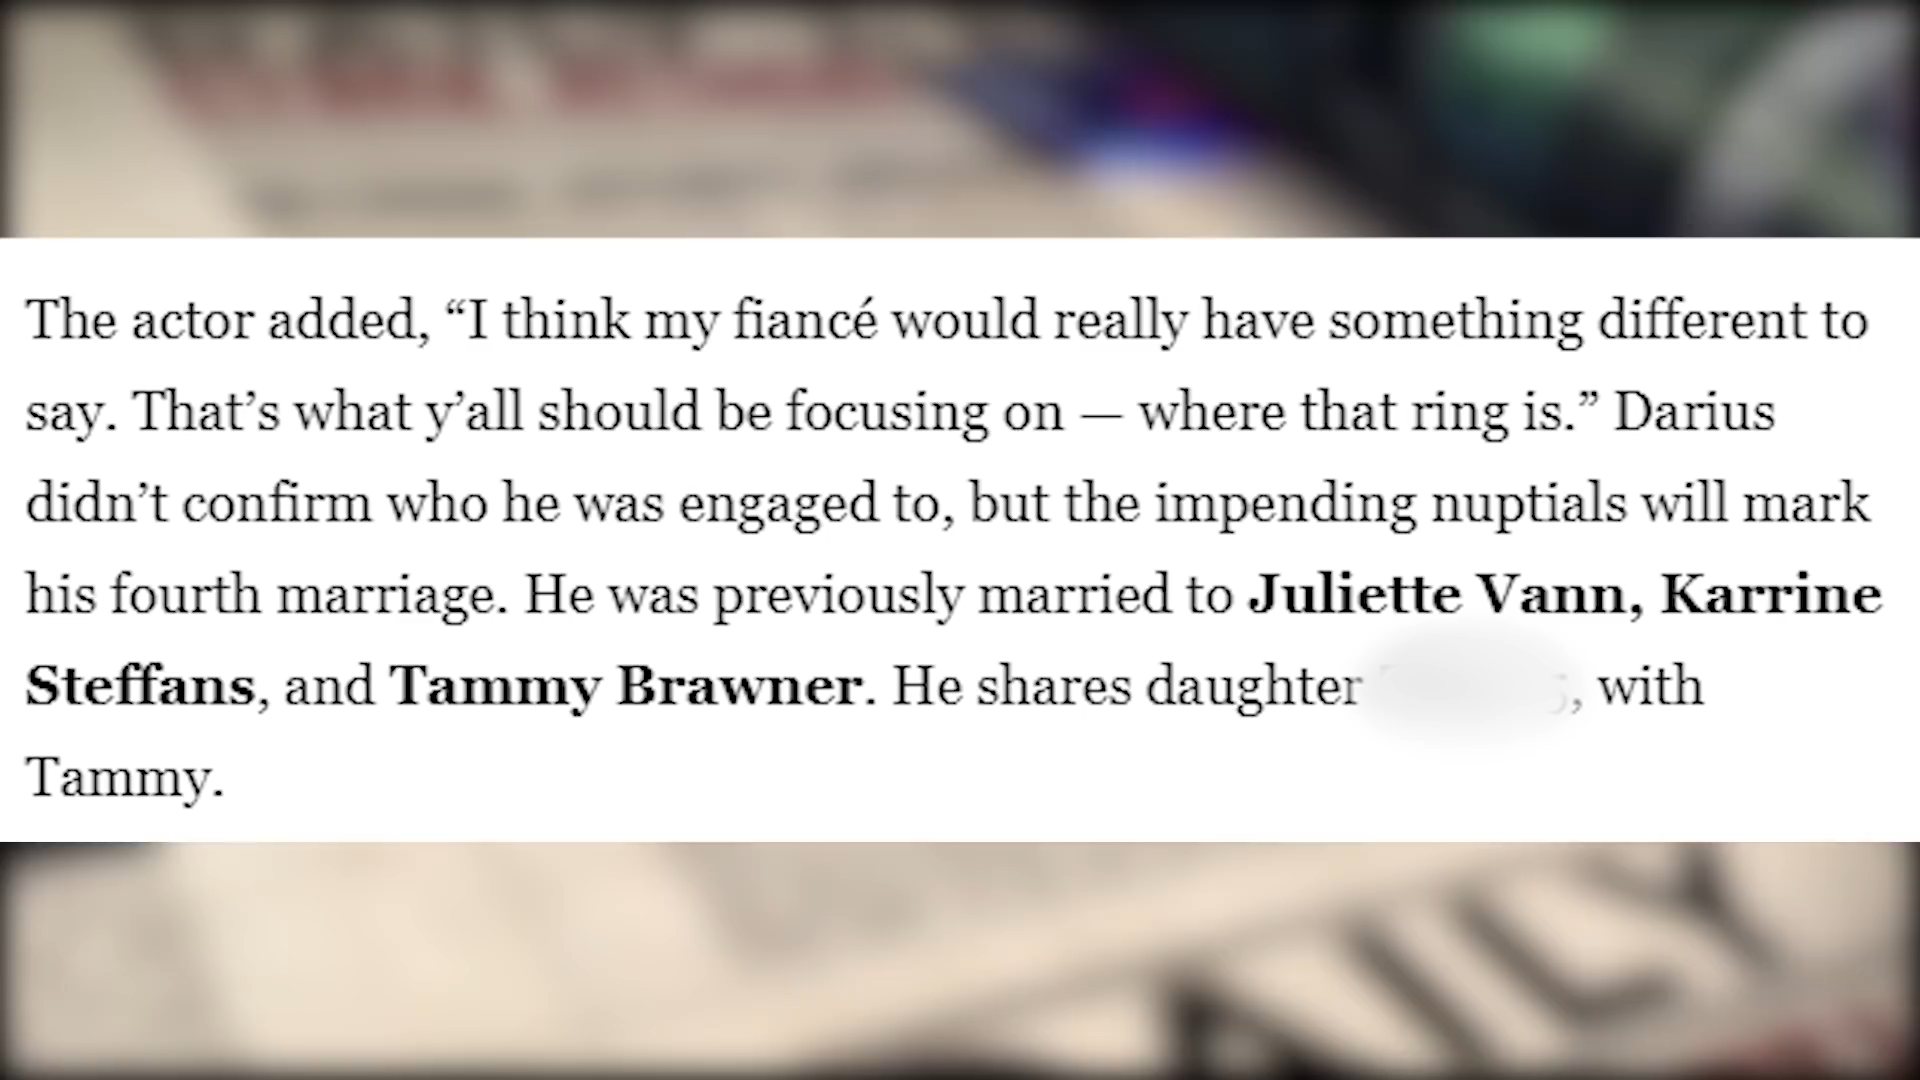 The actor added, “I think my fiancé would really have something different to
say. That’s what y’all should be focusing on — where that ring is.” Darius
didn’t confirm who he was engaged to, but the impending nuptials will mark
his fourth marriage. He was previously married to Juliette Vann, Karrine
Steffans, and Tammy Brawner. He shares daughter , with
Tammy.